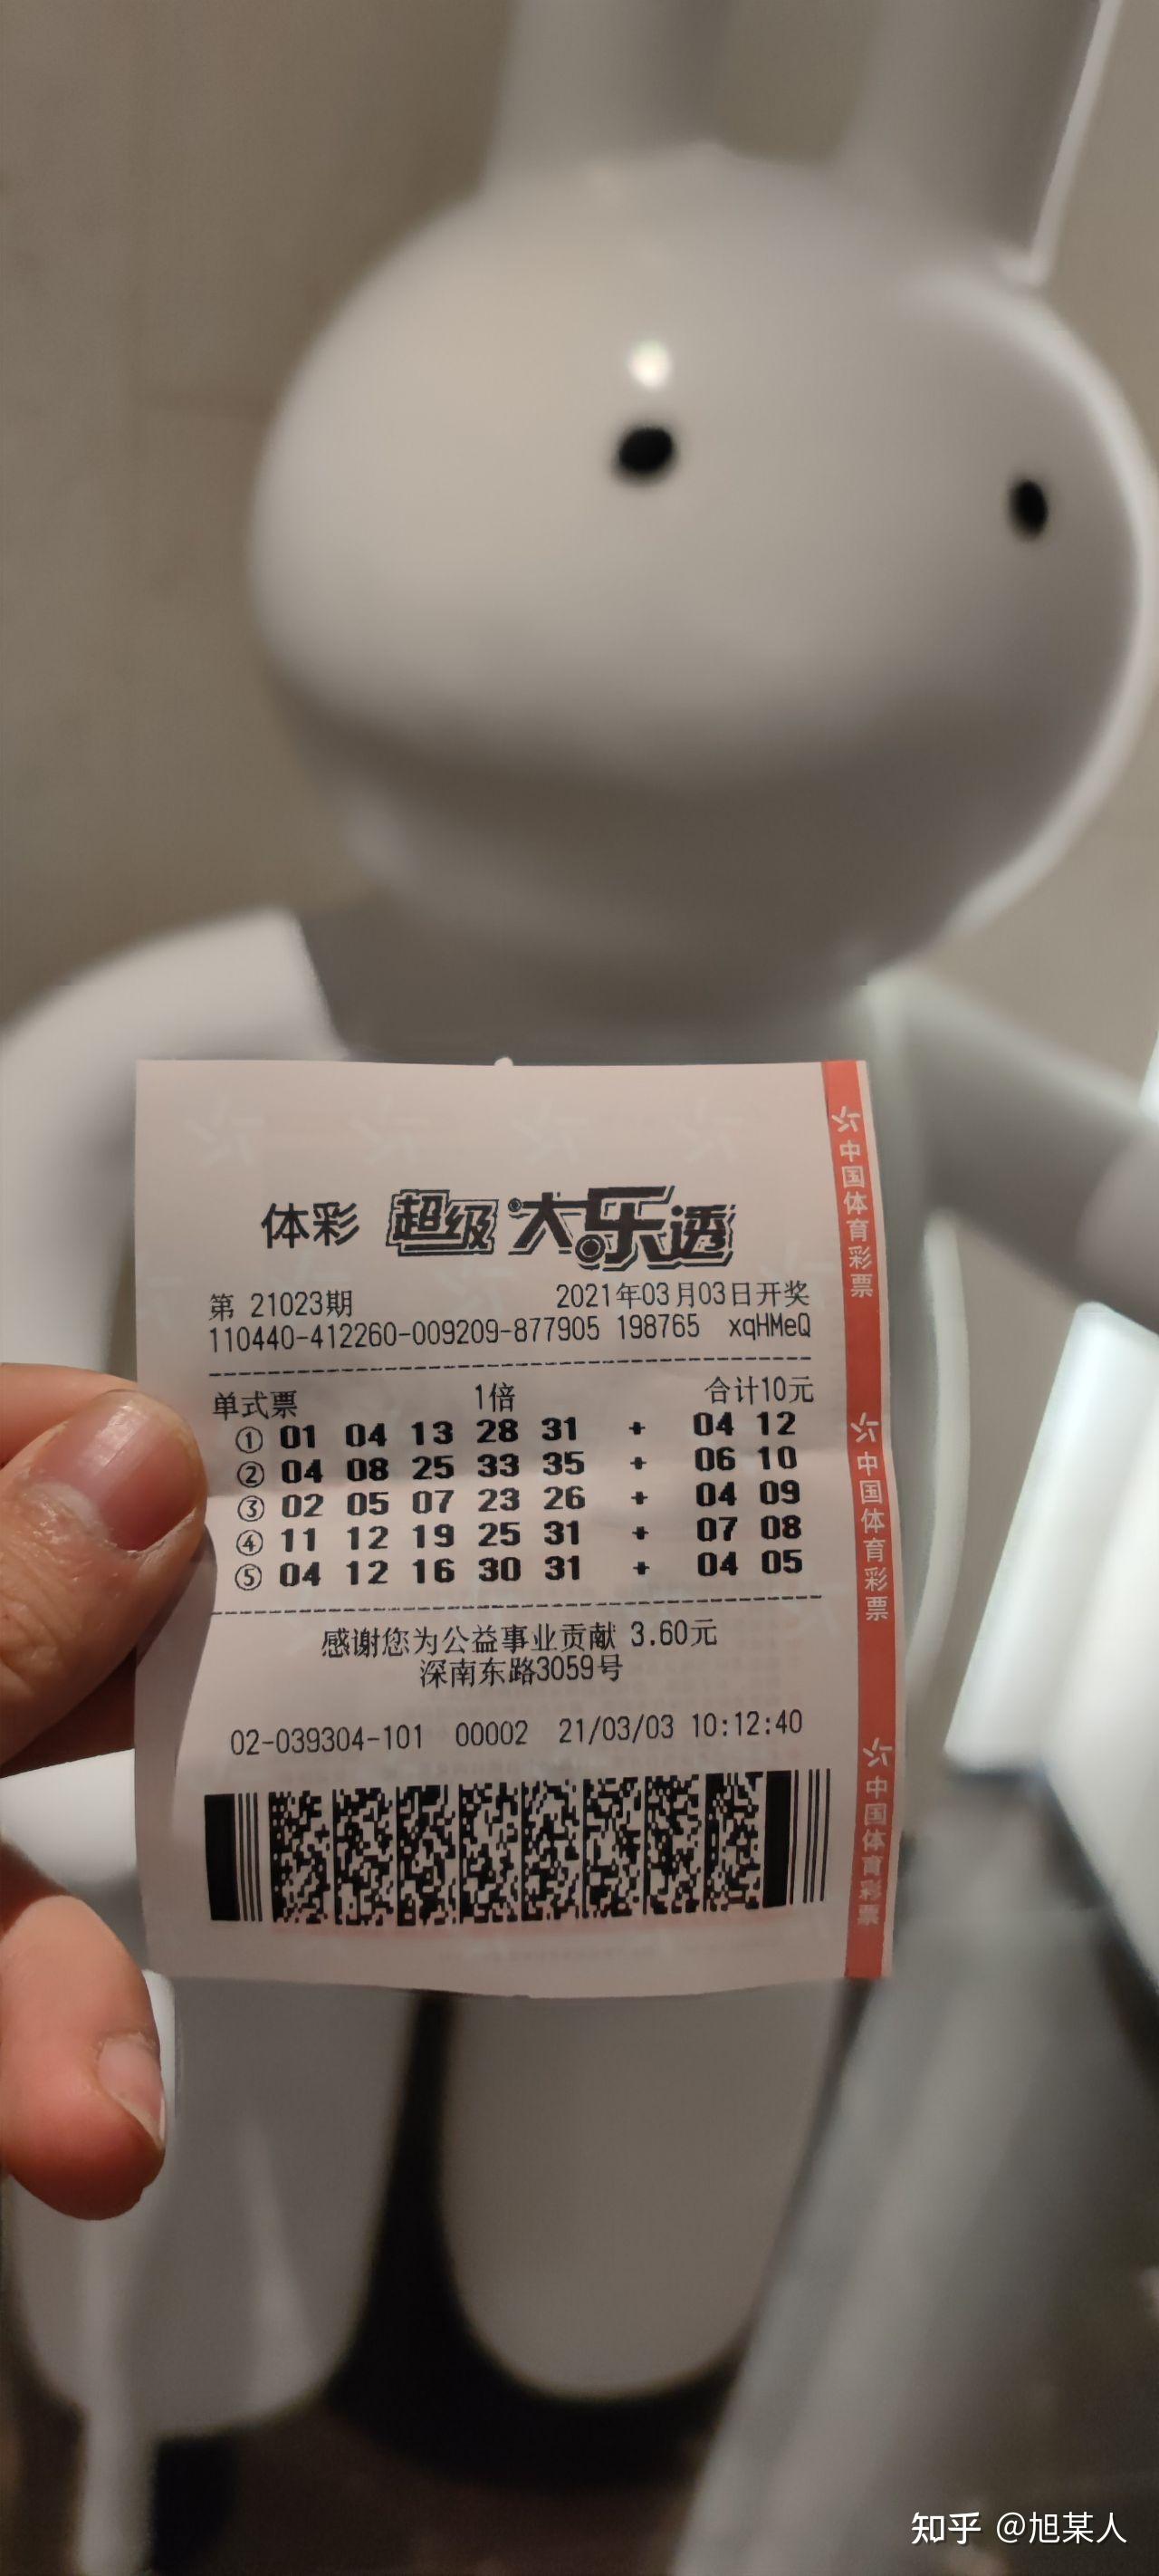 体彩 超级大乐透
第 21023期 2021年03月03日开奖
110440-412260-009209-877905 198765 xqHMeQ
单式票 1倍 合计10元
① 01 04 13 28 31 + 04 12
② 04 08 25 33 35 + 06 10
③ 02 05 07 23 26 + 04 09
④ 11 12 19 25 31 + 07 08
⑤ 04 12 16 30 31 + 04 05
感谢您为公益事业贡献 3.60元
深南东路3059号
02-039304-101 00002 21/03/03 10:12:40
中国体育彩票
中国体育彩票
中国体育彩票
知乎 @旭某人